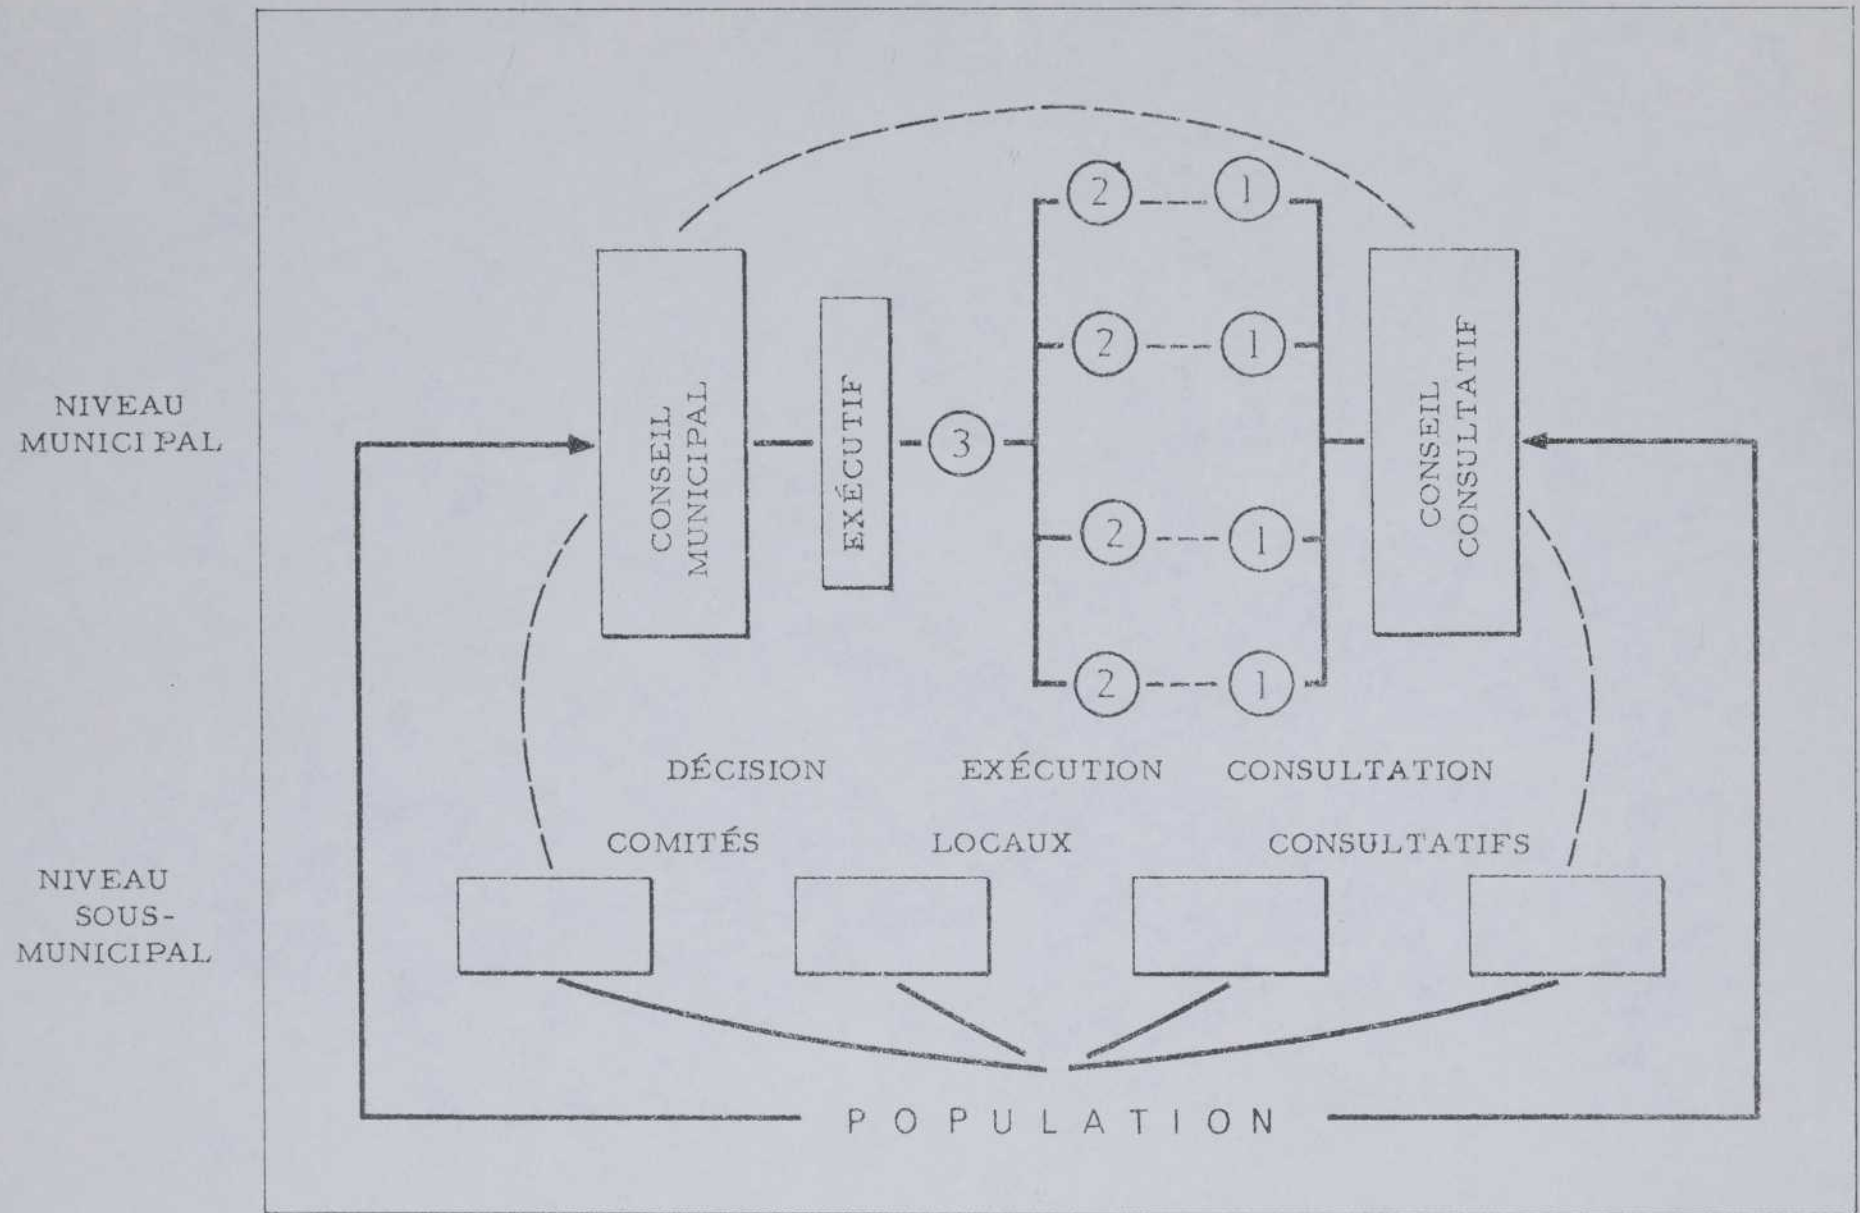 2 1
2 1
NIVEAU
MUNICIPAL
CONSEIL
MUNICIPAL
EXÉCUTIF
3
CONSEIL
CONSULTATIF
2 1
2 1
DÉCISION EXÉCUTION CONSULTATION
COMITÉS LOCAUX CONSULTATIFS
NIVEAU
SOUS-
MUNICIPAL
POPULATION